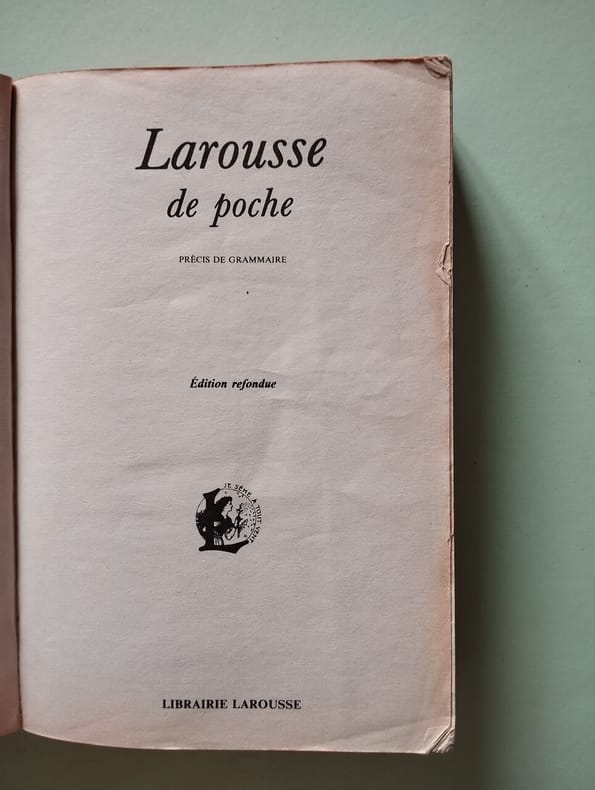 Larousse
de poche
PRÉCIS DE GRAMMAIRE
Édition refondue
JE SÈME À TOUT VENT
LIBRAIRIE LAROUSSE